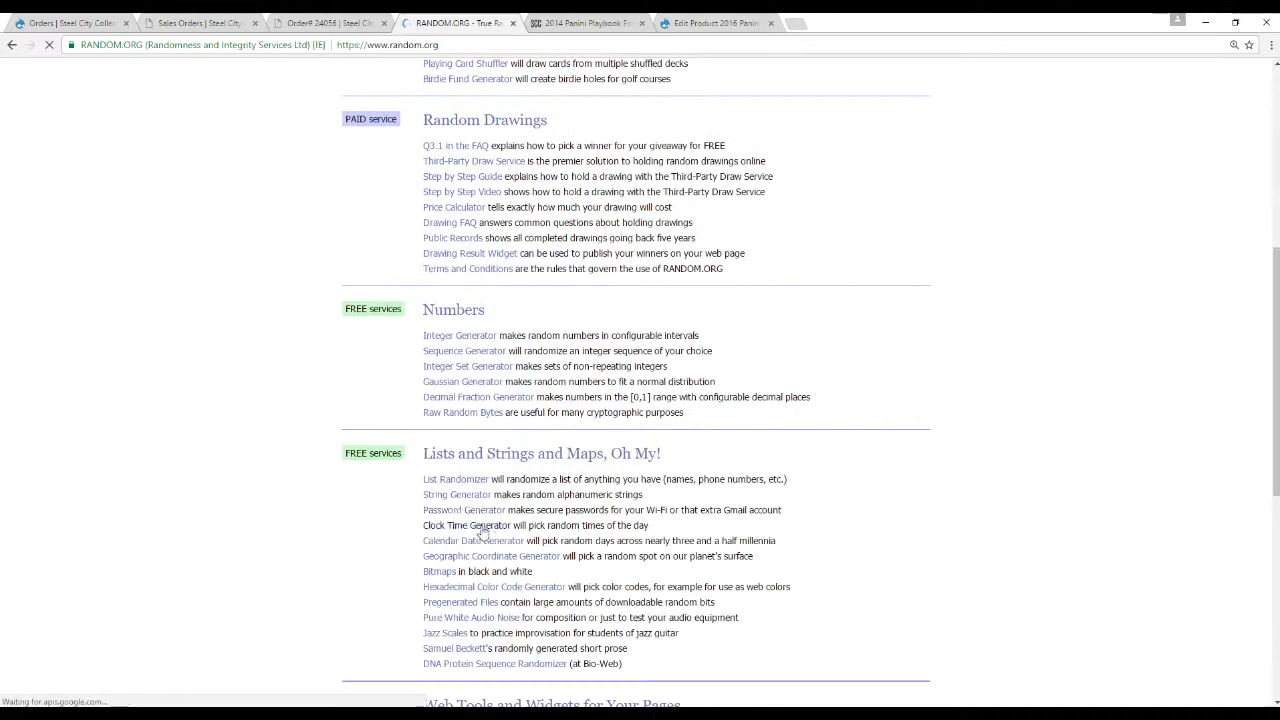 Orders | Steel City Collec
Sales Orders | Steel City
Order# 24056 | Steel City
RANDOM.ORG - True Ra
2014 Panini Playbook Fo
Edit Product 2016 Panini
RANDOM.ORG (Randomness and Integrity Services Ltd) [IE] https://www.random.org
Playing Card Shuffler will draw cards from multiple shuffled decks
Birdie Fund Generator will create birdie holes for golf courses
PAID service Random Drawings
Q3.1 in the FAQ explains how to pick a winner for your giveaway for FREE
Third-Party Draw Service is the premier solution to holding random drawings online
Step by Step Guide explains how to hold a drawing with the Third-Party Draw Service
Step by Step Video shows how to hold a drawing with the Third-Party Draw Service
Price Calculator tells exactly how much your drawing will cost
Drawing FAQ answers common questions about holding drawings
Public Records shows all completed drawings going back five years
Drawing Result Widget can be used to publish your winners on your web page
Terms and Conditions are the rules that govern the use of RANDOM.ORG
FREE services Numbers
Integer Generator makes random numbers in configurable intervals
Sequence Generator will randomize an integer sequence of your choice
Integer Set Generator makes sets of non-repeating integers
Gaussian Generator makes random numbers to fit a normal distribution
Decimal Fraction Generator makes numbers in the [0,1] range with configurable decimal places
Raw Random Bytes are useful for many cryptographic purposes
FREE services Lists and Strings and Maps, Oh My!
List Randomizer will randomize a list of anything you have (names, phone numbers, etc.)
String Generator makes random alphanumeric strings
Password Generator makes secure passwords for your Wi-Fi or that extra Gmail account
Clock Time Generator will pick random times of the day
Calendar Date Generator will pick random days across nearly three and a half millennia
Geographic Coordinate Generator will pick a random spot on our planet's surface
Bitmaps in black and white
Hexadecimal Color Code Generator will pick color codes, for example for use as web colors
Pregenerated Files contain large amounts of downloadable random bits
Pure White Audio Noise for composition or just to test your audio equipment
Jazz Scales to practice improvisation for students of jazz guitar
Samuel Beckett's randomly generated short prose
DNA Protein Sequence Randomizer (at Bio-Web)
Web Tools and Widgets for Your Pages
Waiting for apis.google.com...